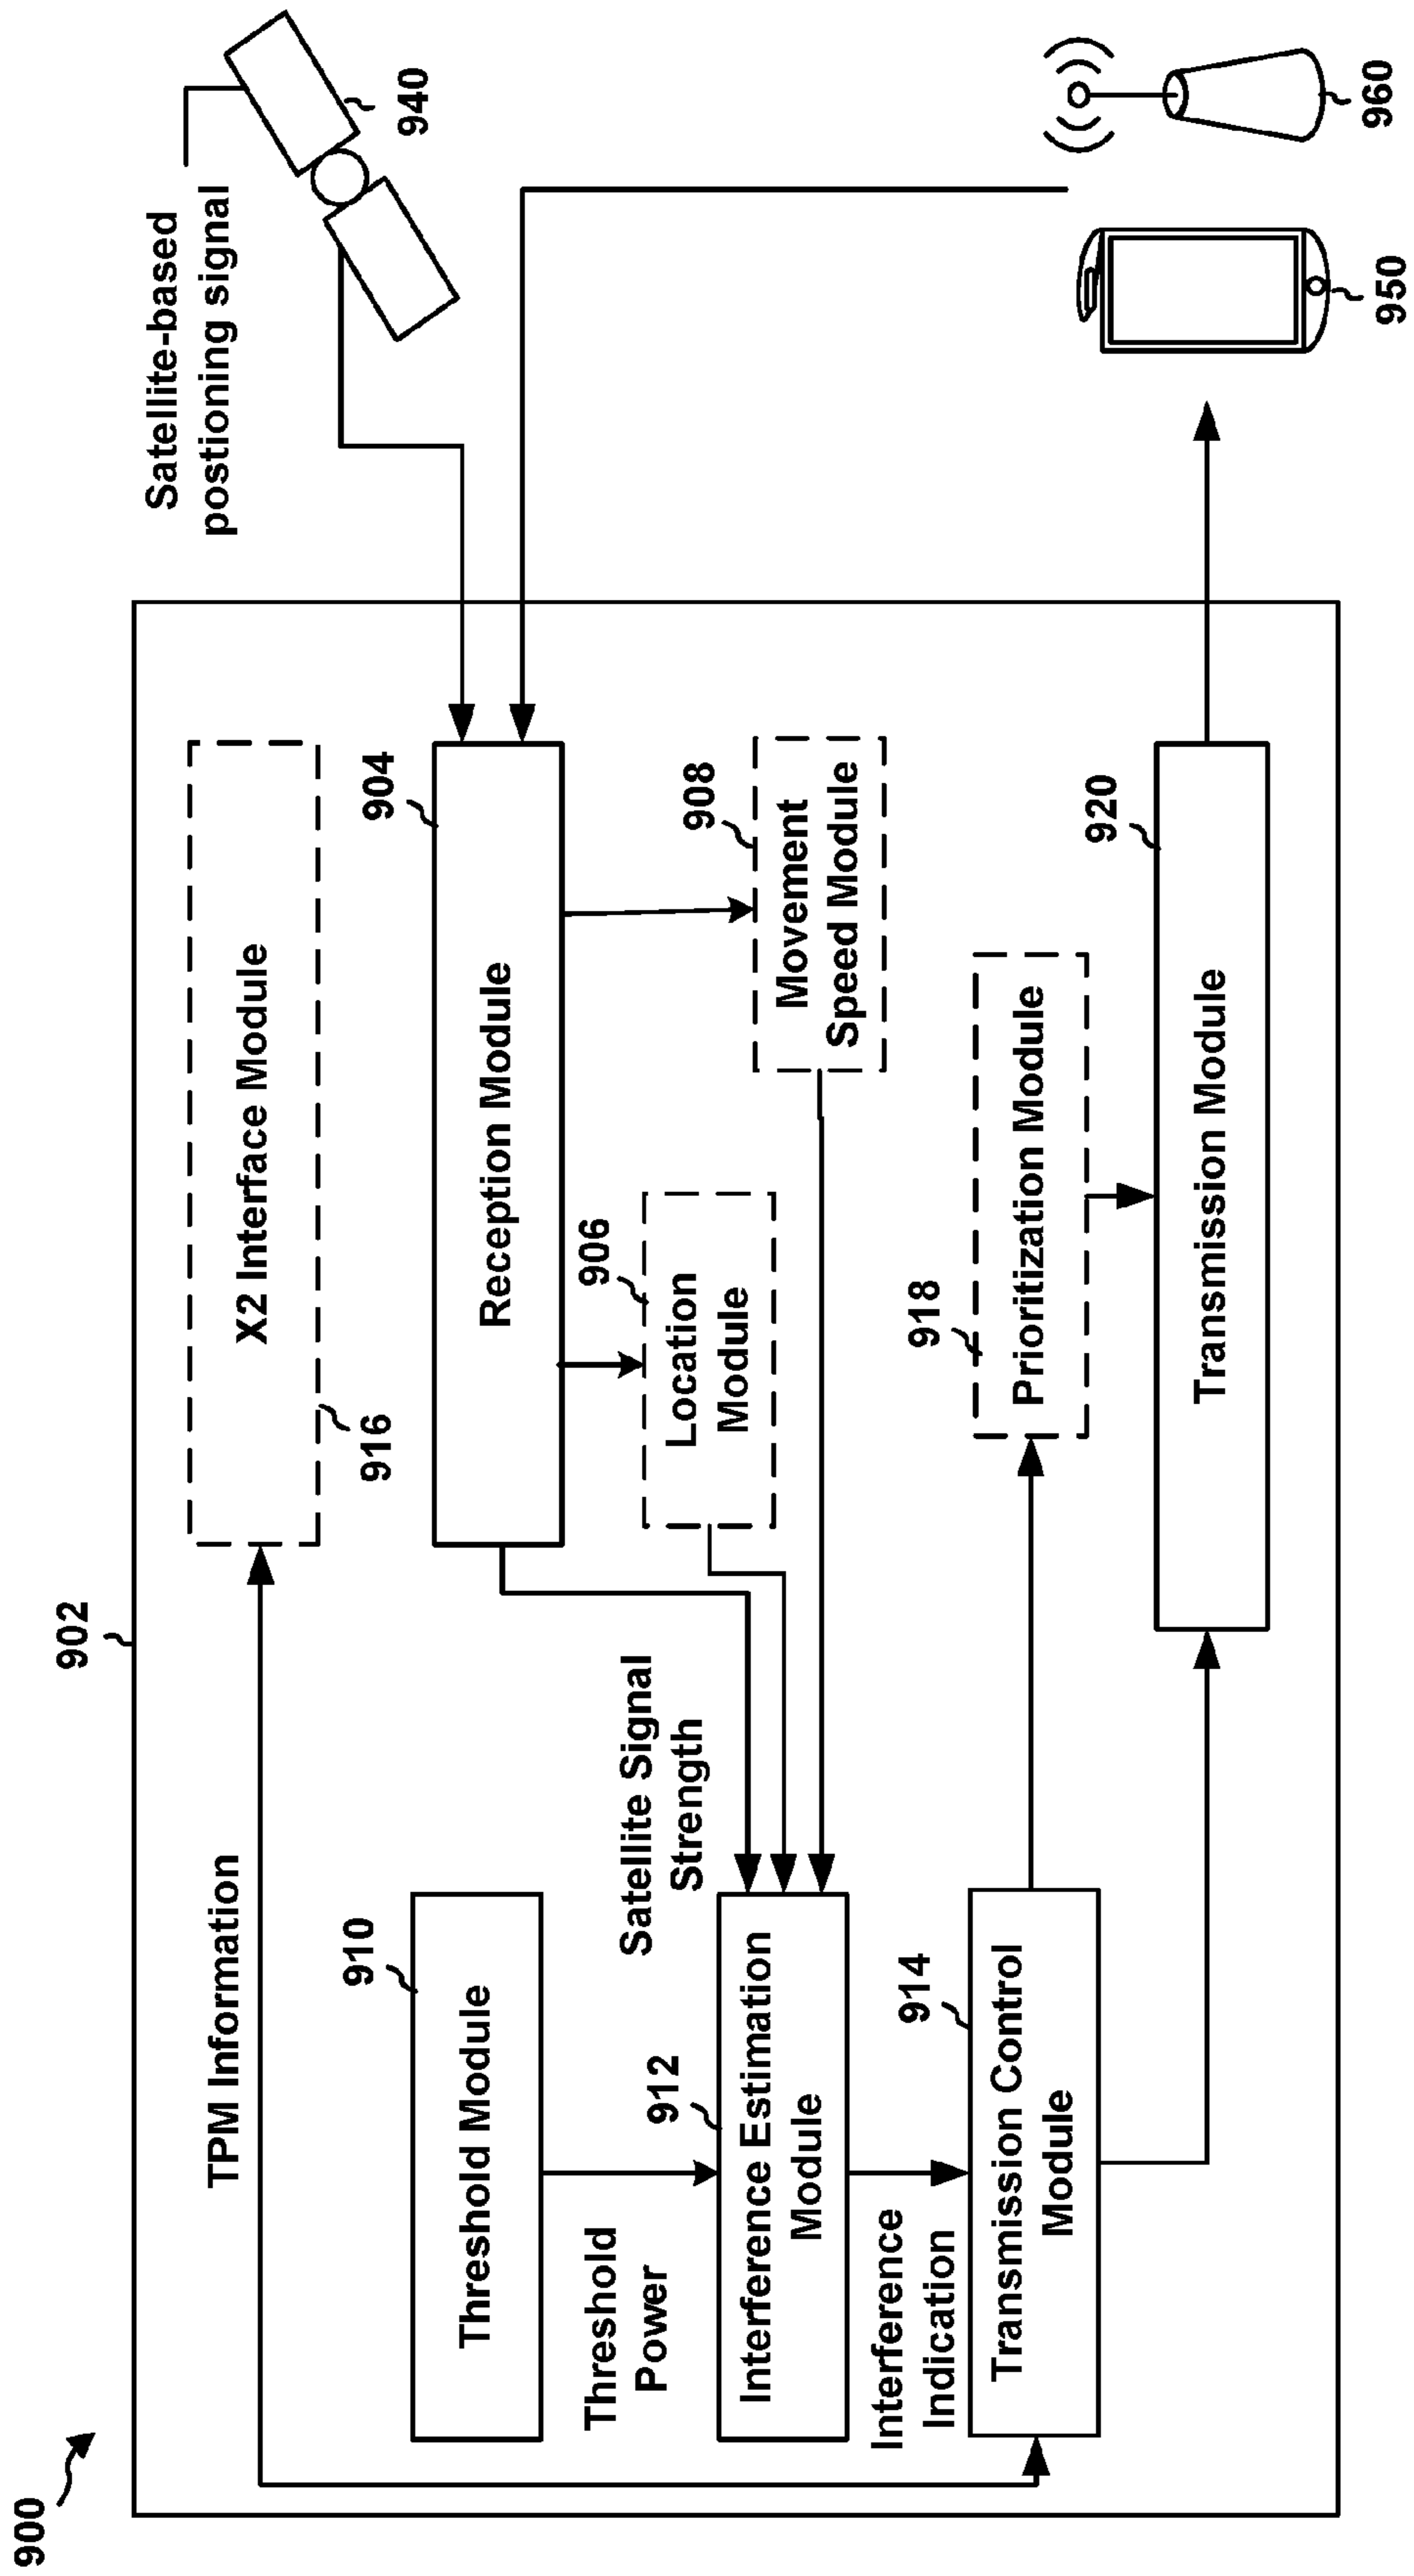 900
902
TPM Information
X2 Interface Module
916
Satellite-based
postioning signal
940
910
Threshold Module
Threshold
Power
Satellite Signal
Strength
904
Reception Module
906
Location
Module
908
Movement
Speed Module
912
Interference Estimation
Module
Interference
Indication
914
Transmission Control
Module
918
Prioritization Module
920
Transmission Module
950
960